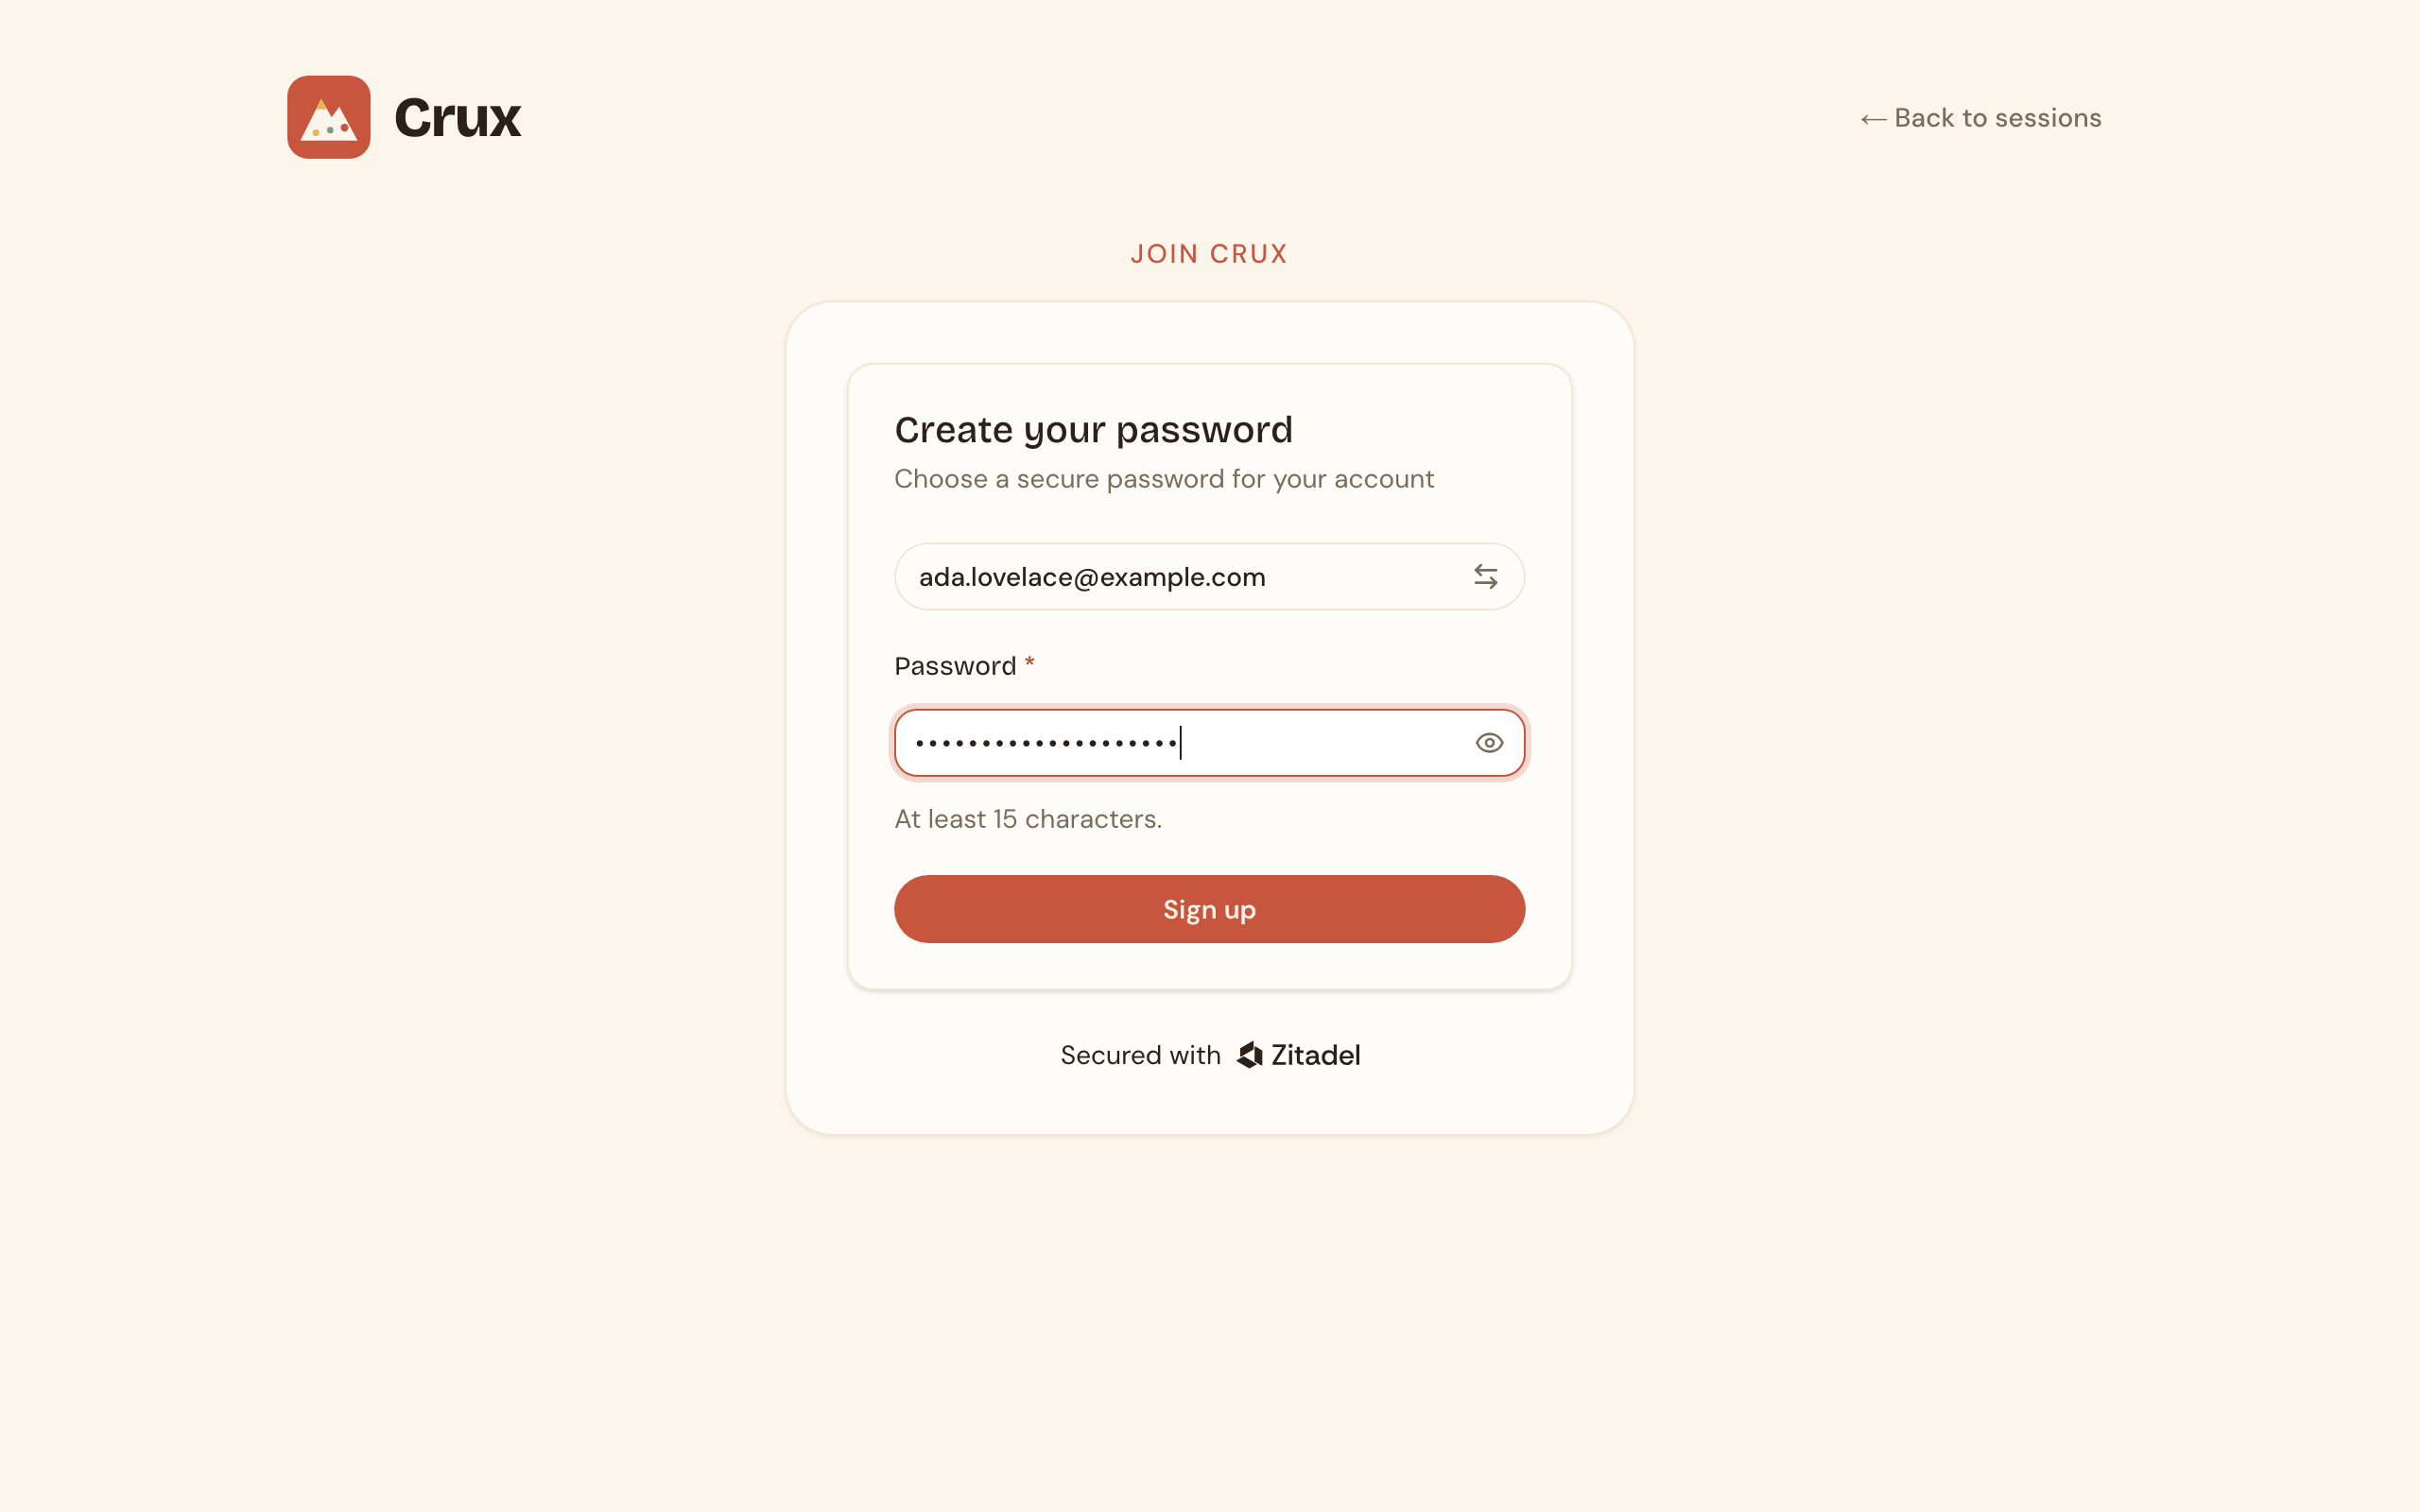 Crux
← Back to sessions
JOIN CRUX
Create your password
Choose a secure password for your account
ada.lovelace@example.com
Password *
••••••••••••••••••••
At least 15 characters.
Sign up
Secured with Zitadel